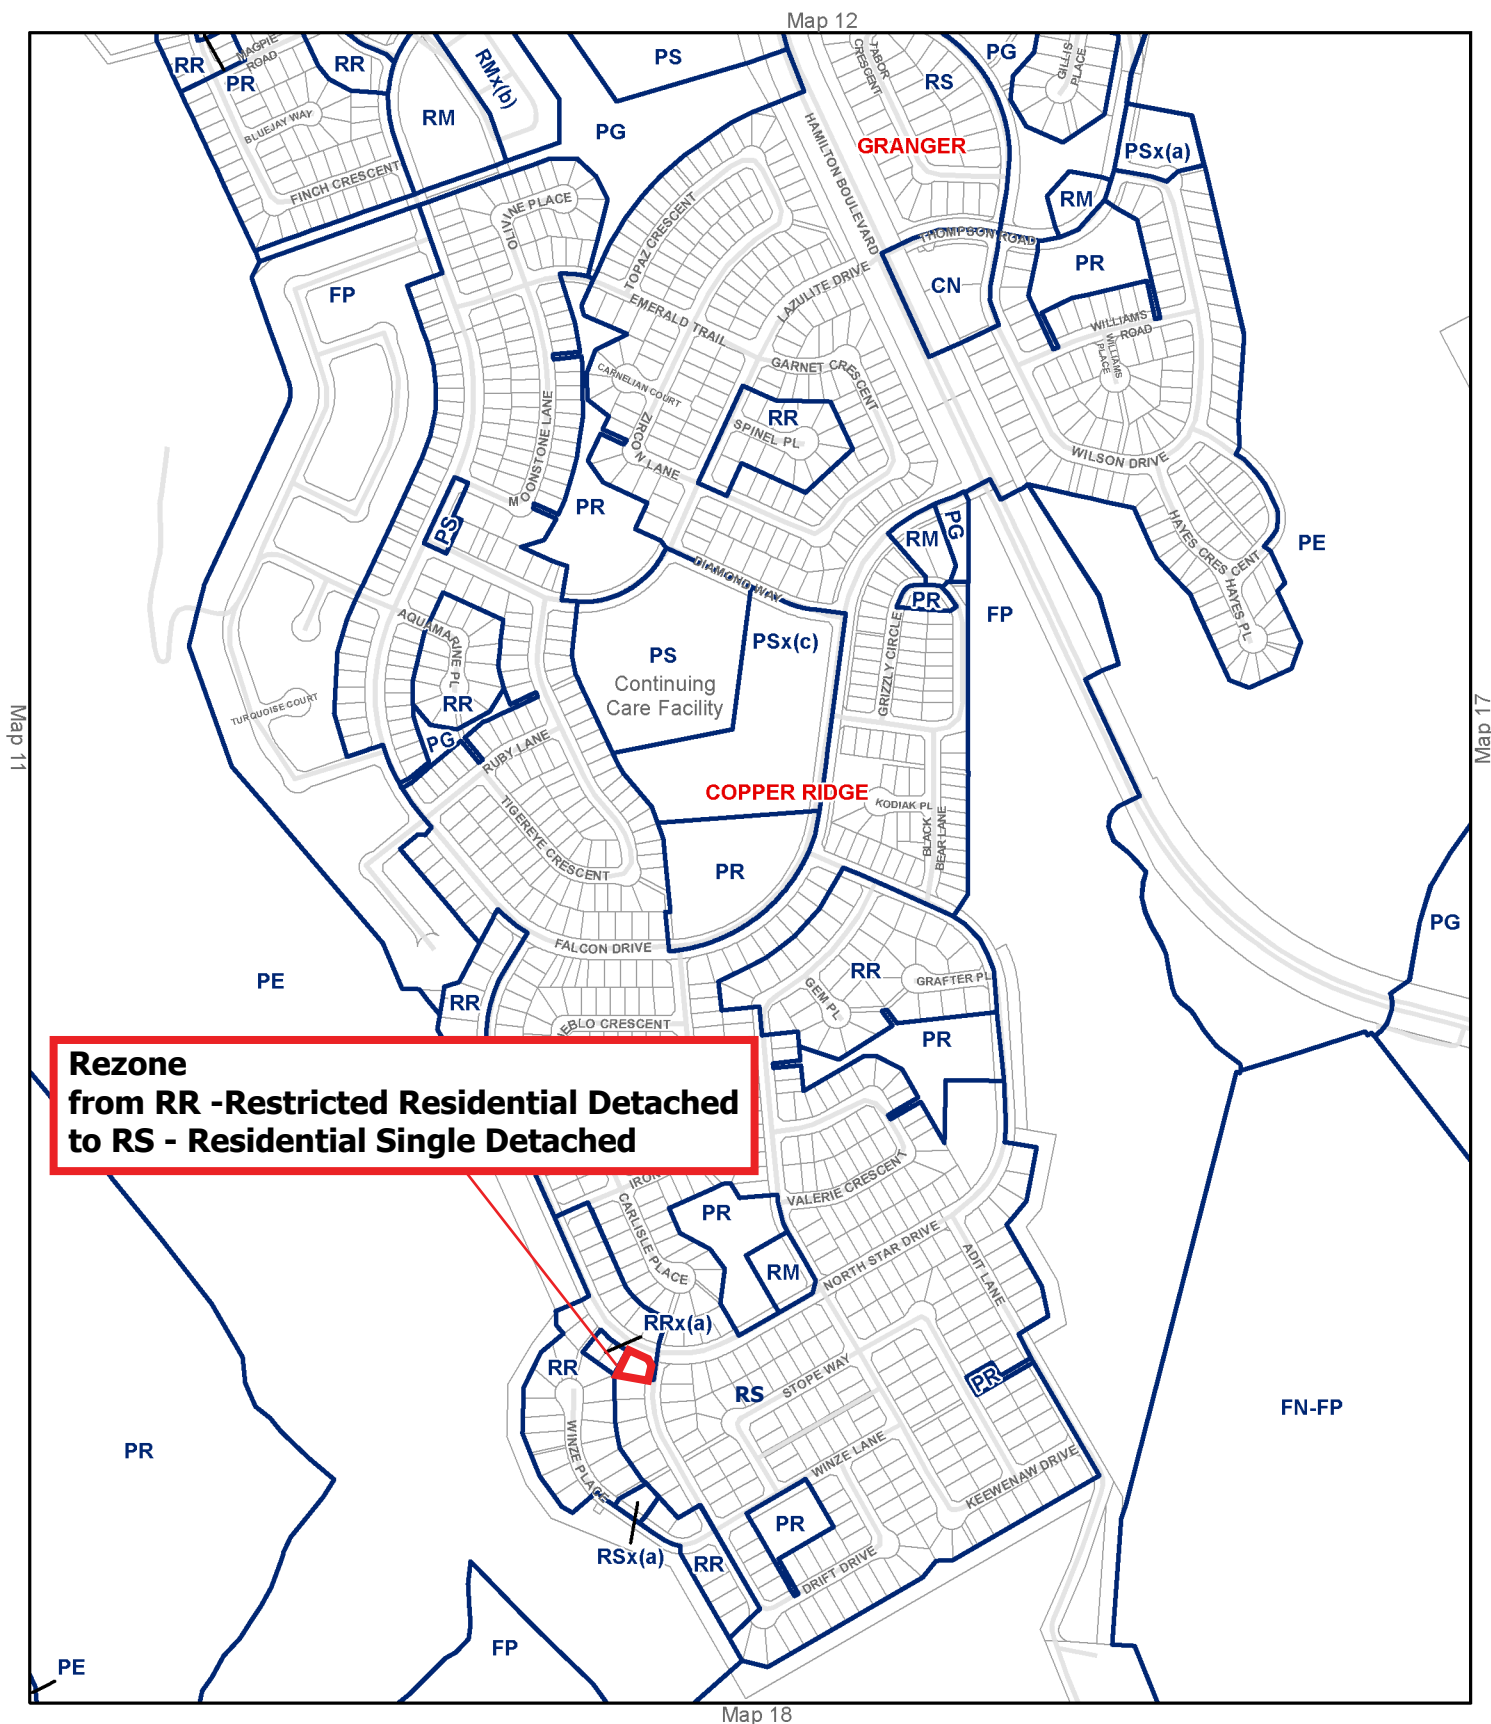 Map 12
MAGPIE
ROAD
RR
PR
RR
RMx(b)
RM
PS
PG
TABOR
CRESCENT
RS
PG
GILLIS
PLACE
BLUEJAY WAY
GRANGER
PSx(a)
FINCH CRESCENT
HAMILTON BOULEVARD
RM
OLIVINE PLACE
TOPAZ CRESCENT
THOMPSON ROAD
PR
FP
LAZULITE DRIVE
CN
EMERALD TRAIL
WILLIAMS
ROAD
WILLIAMS
PLACE
GARNET CRESCENT
CARNELIAN COURT
MOONSTONE LANE
ZIRCON LANE
RR
SPINEL PL
WILSON DRIVE
PS
PR
RM
PG
HAYES CRESCENT
PE
DIAMOND WAY
PR
FP
HAYES PL
AQUAMARINE PL
PS
Continuing
Care Facility
PSx(c)
GRIZZLY CIRCLE
TURQUOISE COURT
RR
PG
RUBY LANE
Map 11
Map 17
COPPER RIDGE
KODIAK PL
BLACK
BEAR LANE
TIGEREYE CRESCENT
PR
FALCON DRIVE
PG
PE
RR
RR
GEM PL
GRAFTER PL
EBLO CRESCENT
PR
Rezone
from RR -Restricted Residential Detached
to RS - Residential Single Detached
IRON
CARLISLE PLACE
VALERIE CRESCENT
PR
RM
NORTH STAR DRIVE
ADIT LANE
RRx(a)
RR
RS
STOPE WAY
PR
FN-FP
PR
WINZE PLACE
WINZE LANE
KEEWENAW DRIVE
PR
RSx(a)
RR
DRIFT DRIVE
FP
PE
Map 18